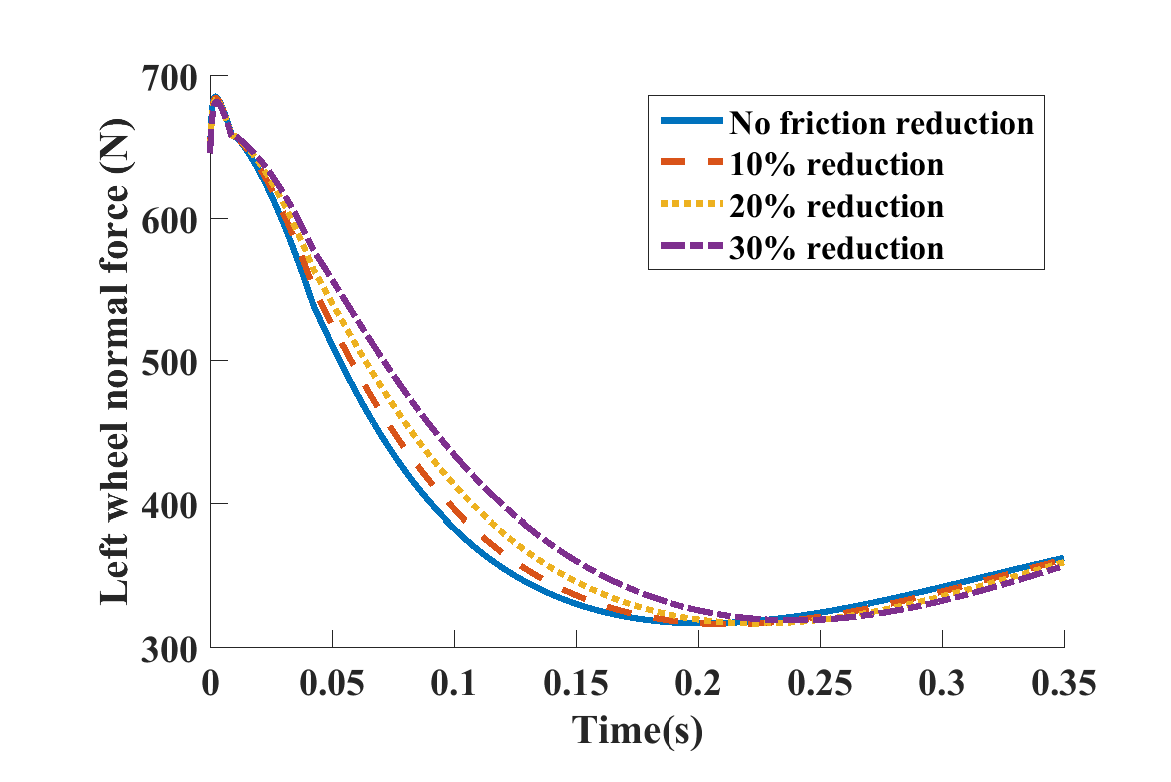 700
600
500
400
300
0
0.05
0.1
0.15
0.2
0.25
0.3
0.35
Time(s)
Left wheel normal force (N)
No friction reduction
10% reduction
20% reduction
30% reduction